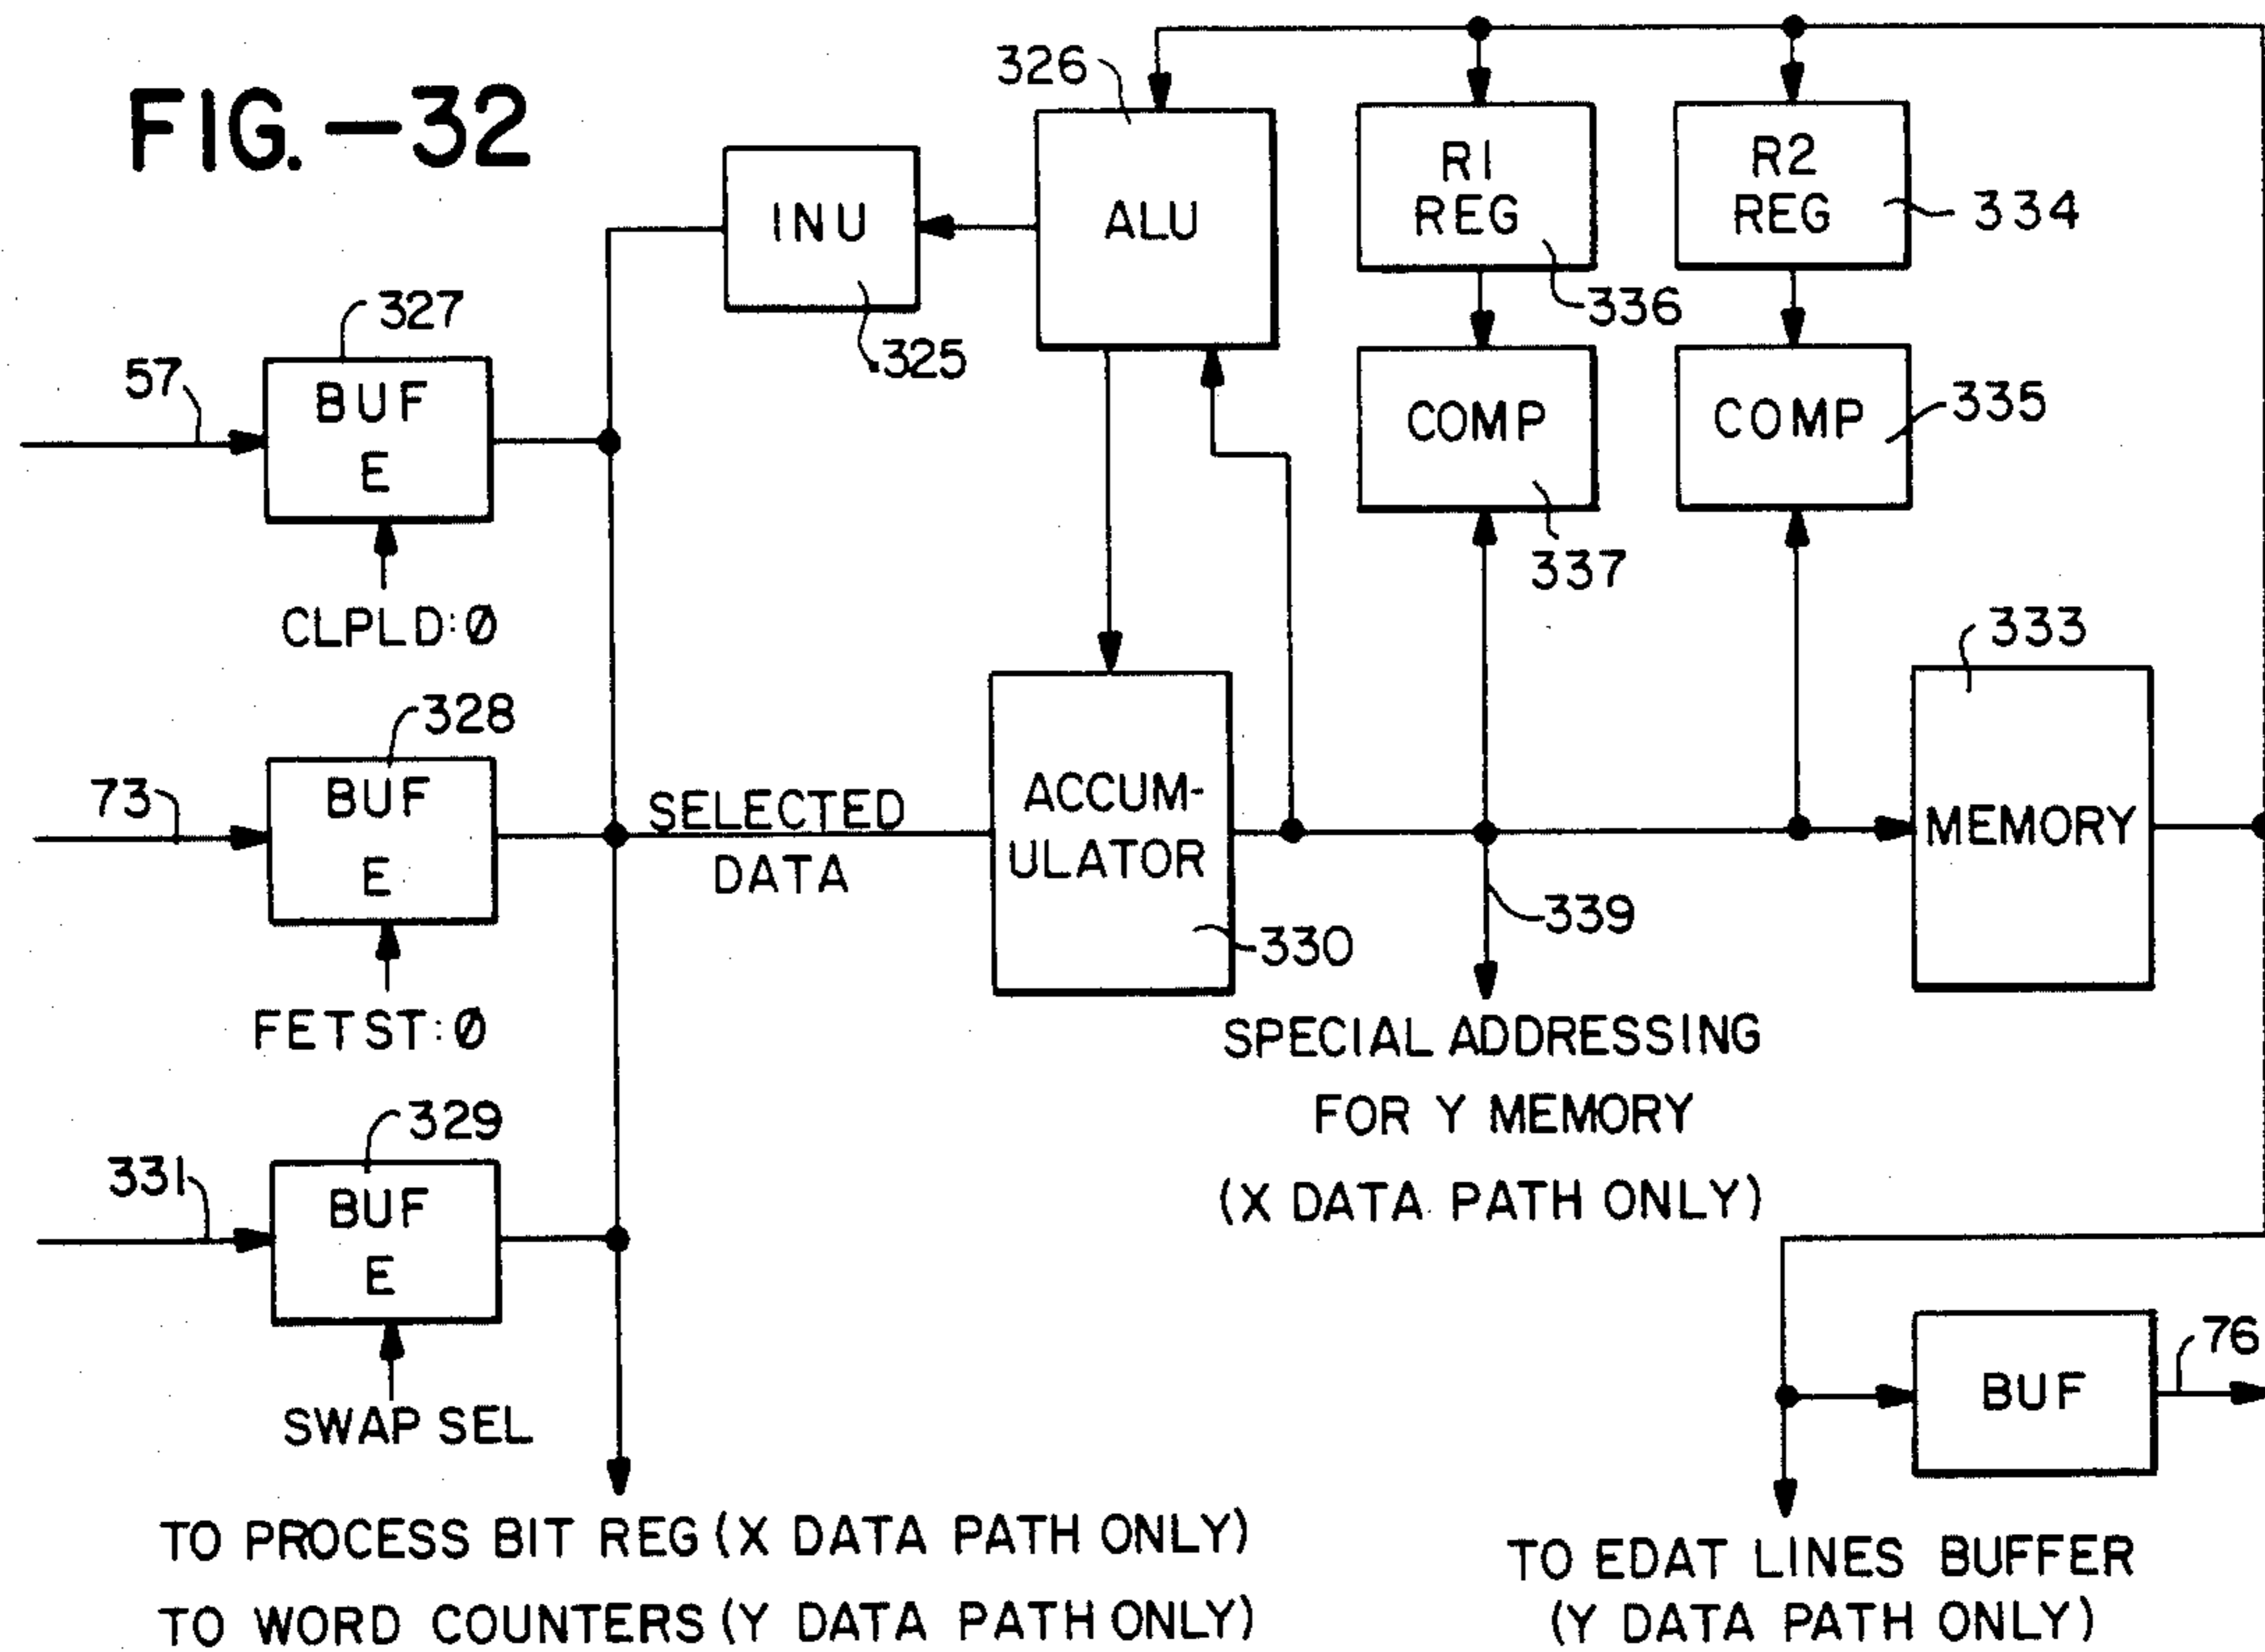 FIG.-32
326
INU
ALU
R1
REG
R2
REG
334
336
325
327
57
BUF
E
CLPLD:Ø
COMP
337
COMP
335
333
328
73
BUF
E
FETST:Ø
SELECTED
DATA
ACCUM-
ULATOR
330
MEMORY
339
SPECIAL ADDRESSING
FOR Y MEMORY
(X DATA PATH ONLY)
329
331
BUF
E
SWAP SEL
BUF
76
TO PROCESS BIT REG (X DATA PATH ONLY)
TO WORD COUNTERS (Y DATA PATH ONLY)
TO EDAT LINES BUFFER
(Y DATA PATH ONLY)